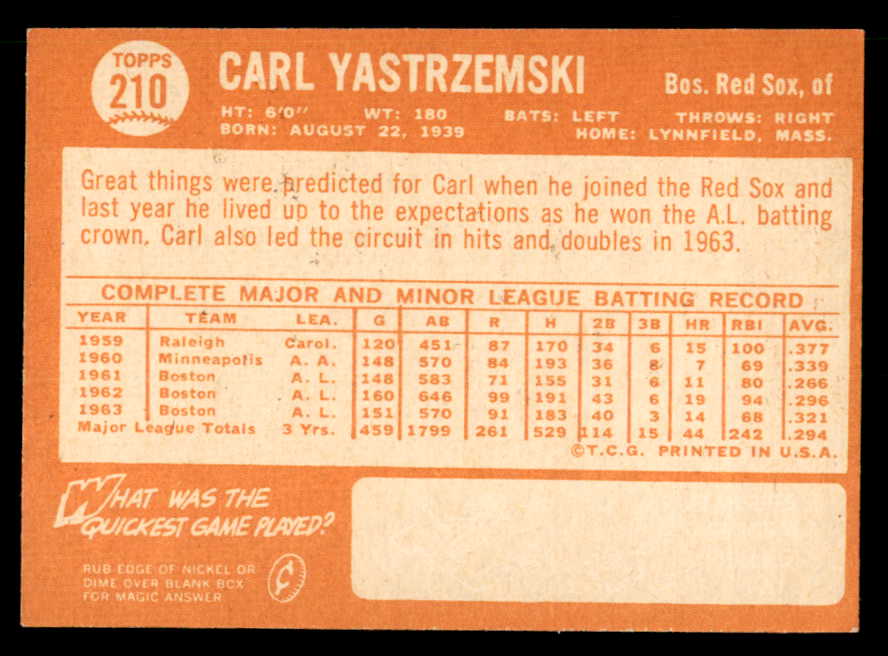 TOPPS
210
CARL YASTRZEMSKI
Bos. Red Sox, of
HT: 6'0" WT: 180 BATS: LEFT THROWS: RIGHT
BORN: AUGUST 22, 1939 HOME: LYNNFIELD, MASS.
Great things were predicted for Carl when he joined the Red Sox and
last year he lived up to the expectations as he won the A.L. batting
crown. Carl also led the circuit in hits and doubles in 1963.
COMPLETE MAJOR AND MINOR LEAGUE BATTING RECORD
YEAR TEAM LEA. G AB R H 2B 3B HR RBI AVG.
1959 Raleigh Carol. 120 451 87 170 34 6 15 100 .377
1960 Minneapolis A. A. 148 570 84 193 36 8 7 69 .339
1961 Boston A. L. 148 583 71 155 31 6 11 80 .266
1962 Boston A. L. 160 646 99 191 43 6 19 94 .296
1963 Boston A. L. 151 570 91 183 40 3 14 68 .321
Major League Totals 3 Yrs. 459 1799 261 529 114 15 44 242 .294
©T.C.G. PRINTED IN U.S.A.
WHAT WAS THE
QUICKEST GAME PLAYED?
RUB EDGE OF NICKEL OR
DIME OVER BLANK BOX
FOR MAGIC ANSWER